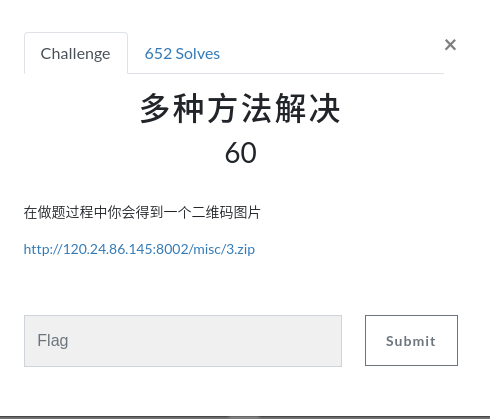 Challenge
652 Solves
×
多种方法解决
60
在做题过程中你会得到一个二维码图片
http://120.24.86.145:8002/misc/3.zip
Flag
Submit